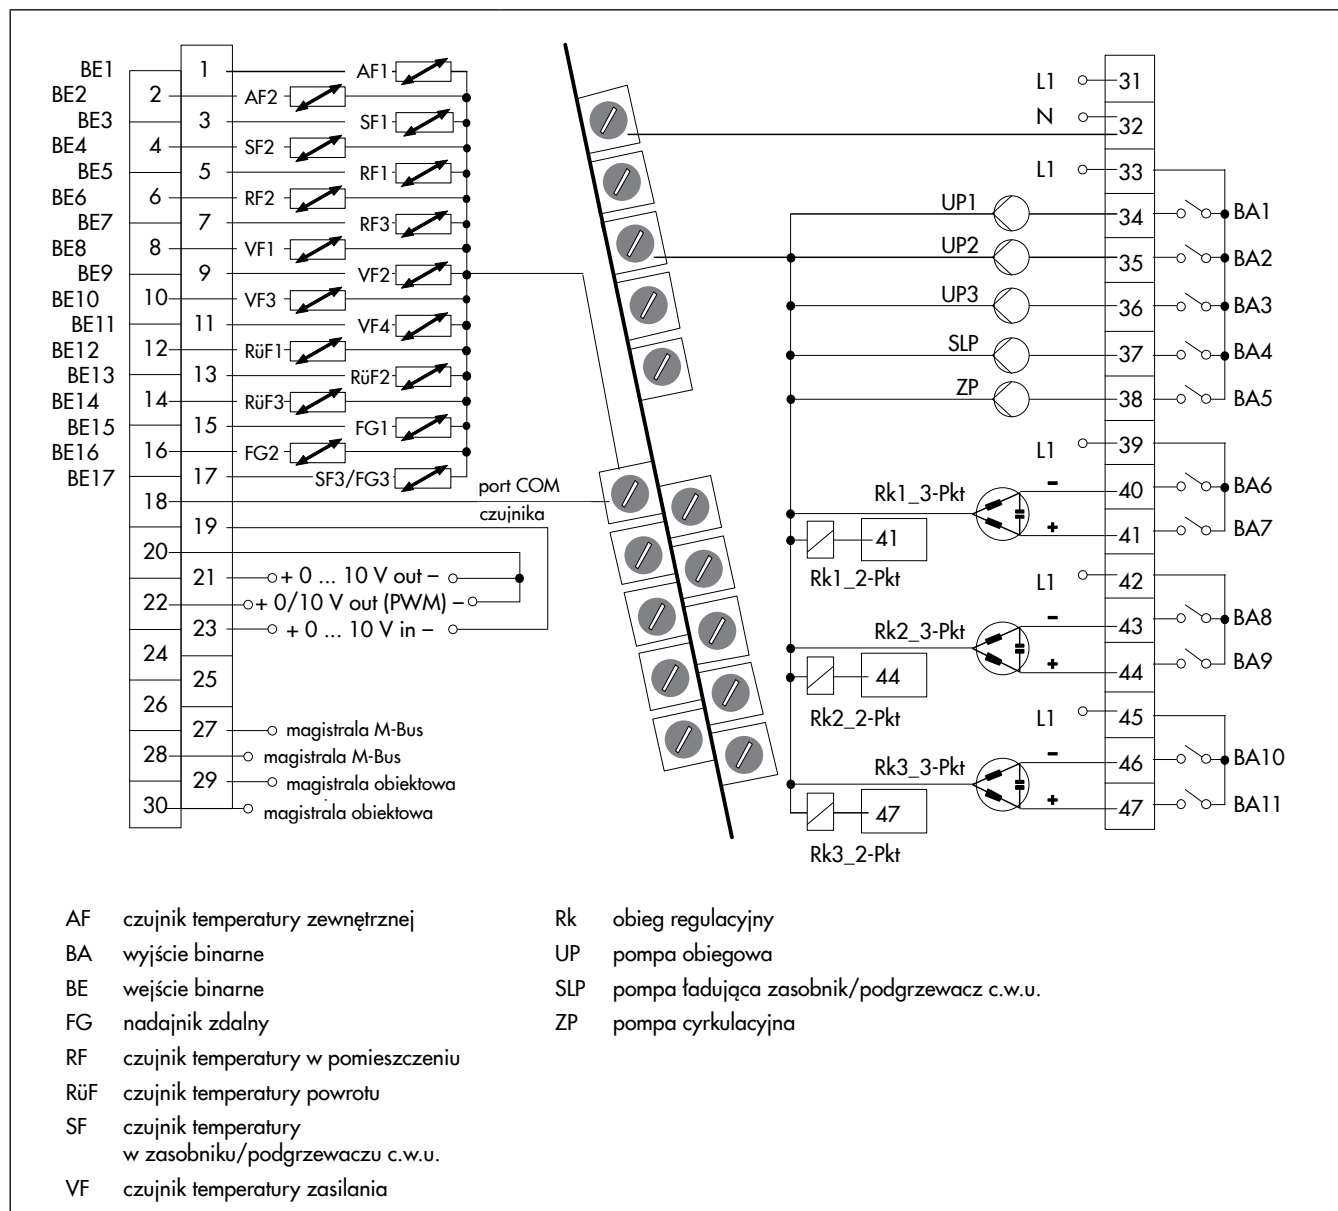 BE1 1 AF1
BE2 2 AF2
BE3 3 SF1
BE4 4 SF2
BE5 5 RF1
BE6 6 RF2
BE7 7 RF3
BE8 8 VF1
BE9 9 VF2
BE10 10 VF3
BE11 11 VF4
BE12 12 RüF1
BE13 13 RüF2
BE14 14 RüF3
BE15 15 FG1
BE16 16 FG2
BE17 17 SF3/FG3
18 port COM
czujnika
19
20
21 + 0 ... 10 V out –
22 + 0/10 V out (PWM) –
23 + 0 ... 10 V in –
24
25
26
27 magistrala M-Bus
28 magistrala M-Bus
29 magistrala obiektowa
30 magistrala obiektowa
L1 31
N 32
L1 33
UP1 34 BA1
UP2 35 BA2
UP3 36 BA3
SLP 37 BA4
ZP 38 BA5
L1 39
Rk1_3-Pkt – 40 BA6
41 + 41 BA7
Rk1_2-Pkt
L1 42
Rk2_3-Pkt – 43 BA8
44 + 44 BA9
Rk2_2-Pkt
L1 45
Rk3_3-Pkt – 46 BA10
47 + 47 BA11
Rk3_2-Pkt
AF czujnik temperatury zewnętrznej
BA wyjście binarne
BE wejście binarne
FG nadajnik zdalny
RF czujnik temperatury w pomieszczeniu
RüF czujnik temperatury powrotu
SF czujnik temperatury
w zasobniku/podgrzewaczu c.w.u.
VF czujnik temperatury zasilania
Rk obieg regulacyjny
UP pompa obiegowa
SLP pompa ładująca zasobnik/podgrzewacz c.w.u.
ZP pompa cyrkulacyjna